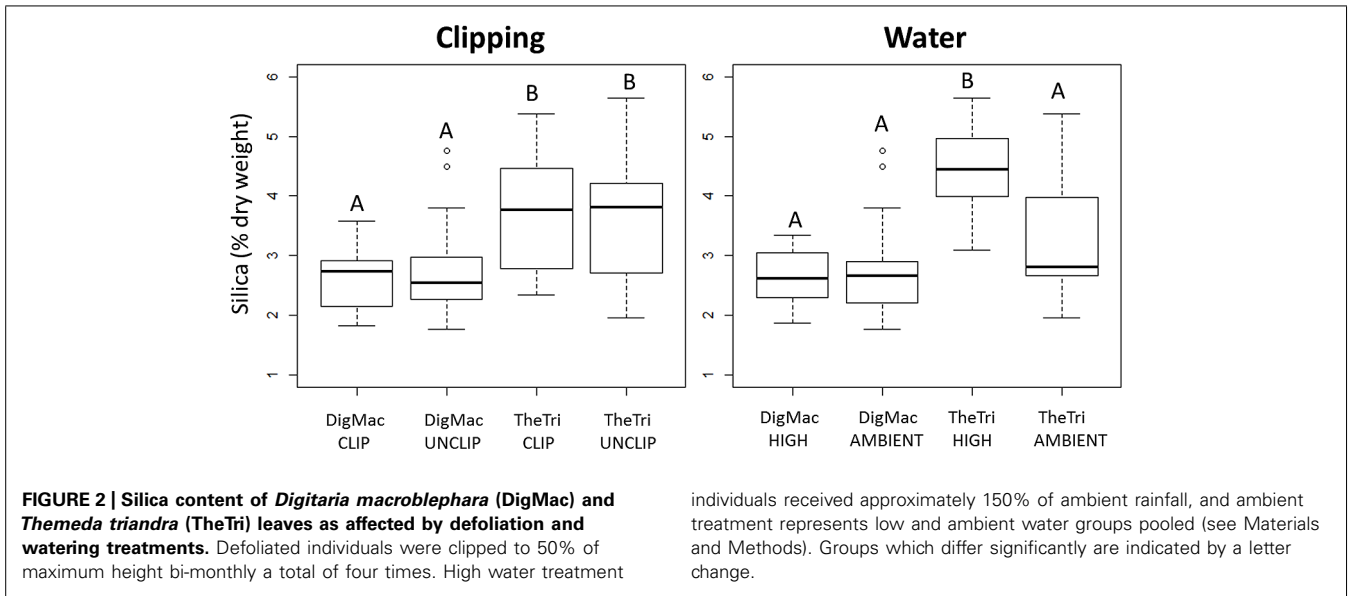 Clipping
Silica (% dry weight)
6
5
4
3
2
1
A
A
B
B
DigMac
CLIP
DigMac
UNCLIP
TheTri
CLIP
TheTri
UNCLIP
Water
6
5
4
3
2
1
A
A
B
A
DigMac
HIGH
DigMac
AMBIENT
TheTri
HIGH
TheTri
AMBIENT
FIGURE 2 | Silica content of Digitaria macroblephara (DigMac) and
Themeda triandra (TheTri) leaves as affected by defoliation and
watering treatments. Defoliated individuals were clipped to 50% of
maximum height bi-monthly a total of four times. High water treatment
individuals received approximately 150% of ambient rainfall, and ambient
treatment represents low and ambient water groups pooled (see Materials
and Methods). Groups which differ significantly are indicated by a letter
change.